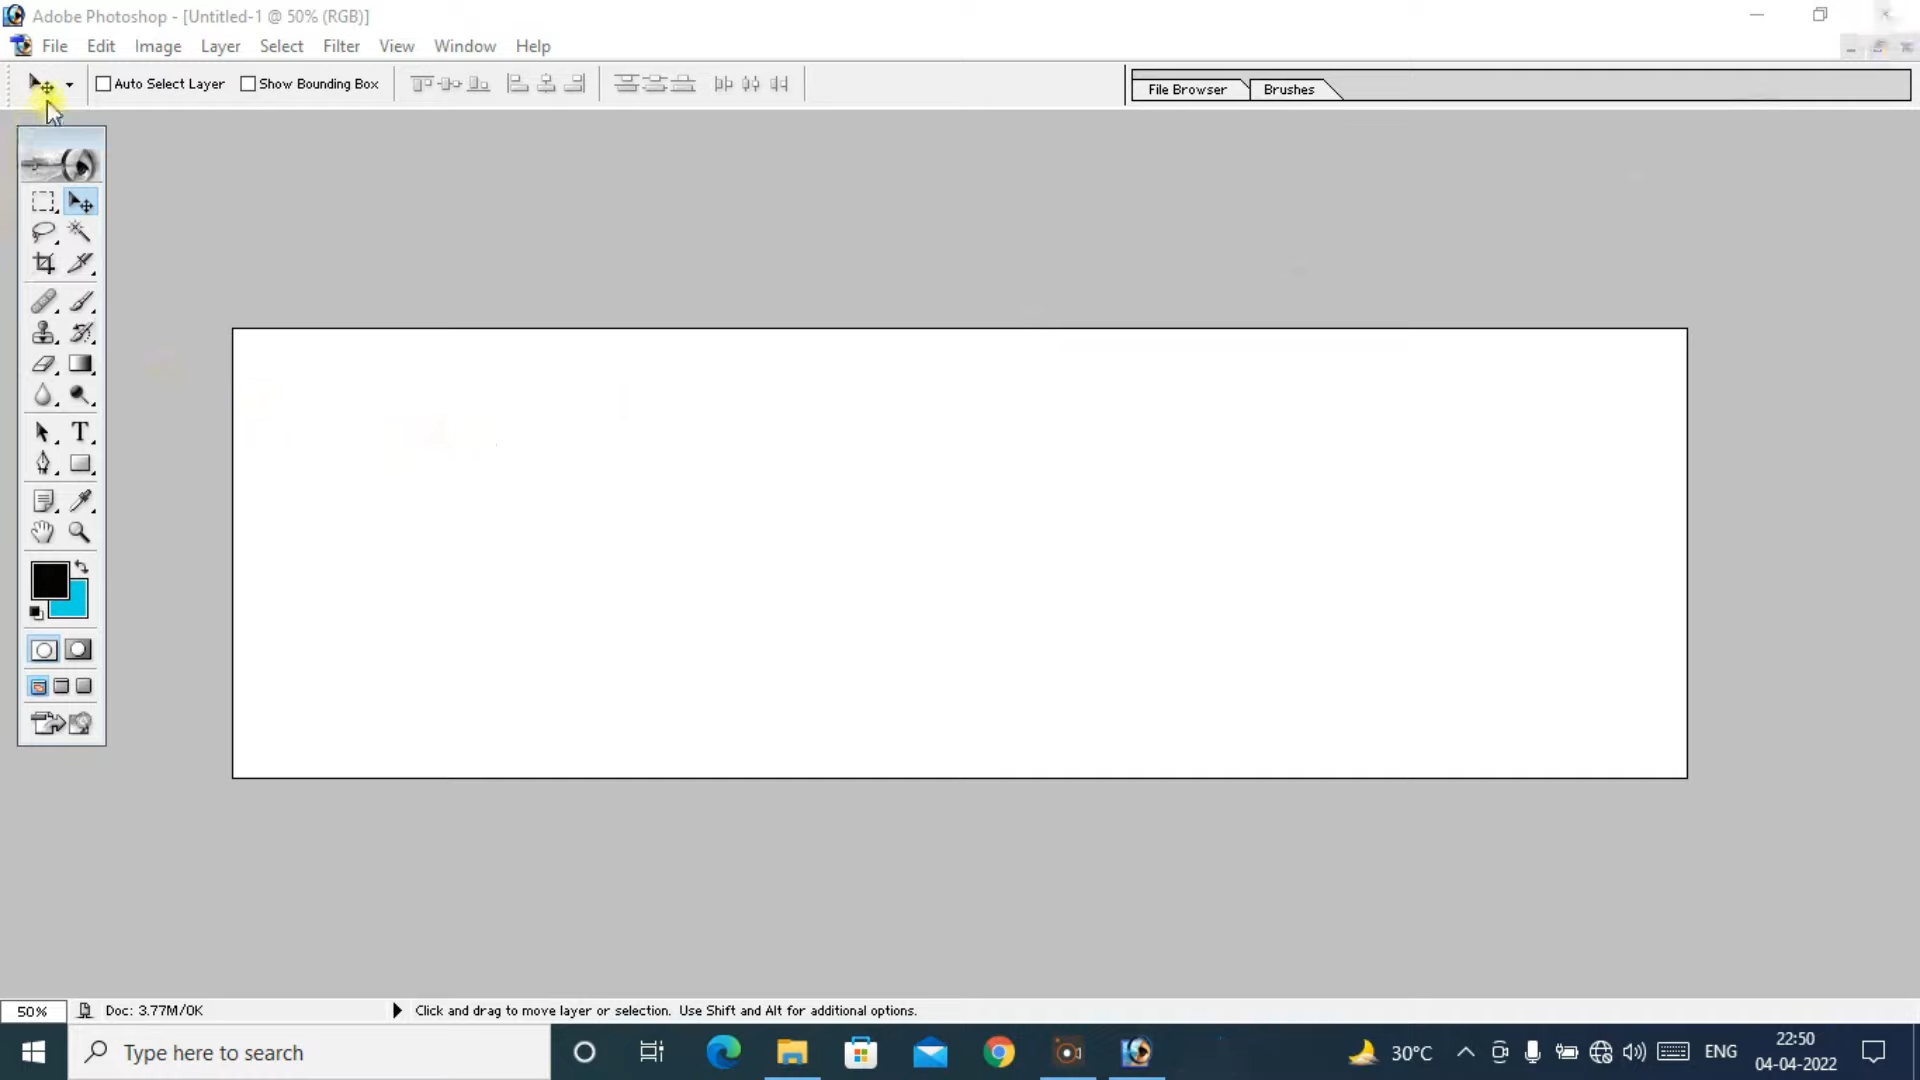 Adobe Photoshop - [Untitled-1 @ 50% (RGB)]
File Edit Image Layer Select Filter View Window Help
Auto Select Layer Show Bounding Box File Browser Brushes
T
50% Doc: 3.77M/0K Click and drag to move layer or selection. Use Shift and Alt for additional options.
Type here to search 30°C ENG 22:50
04-04-2022